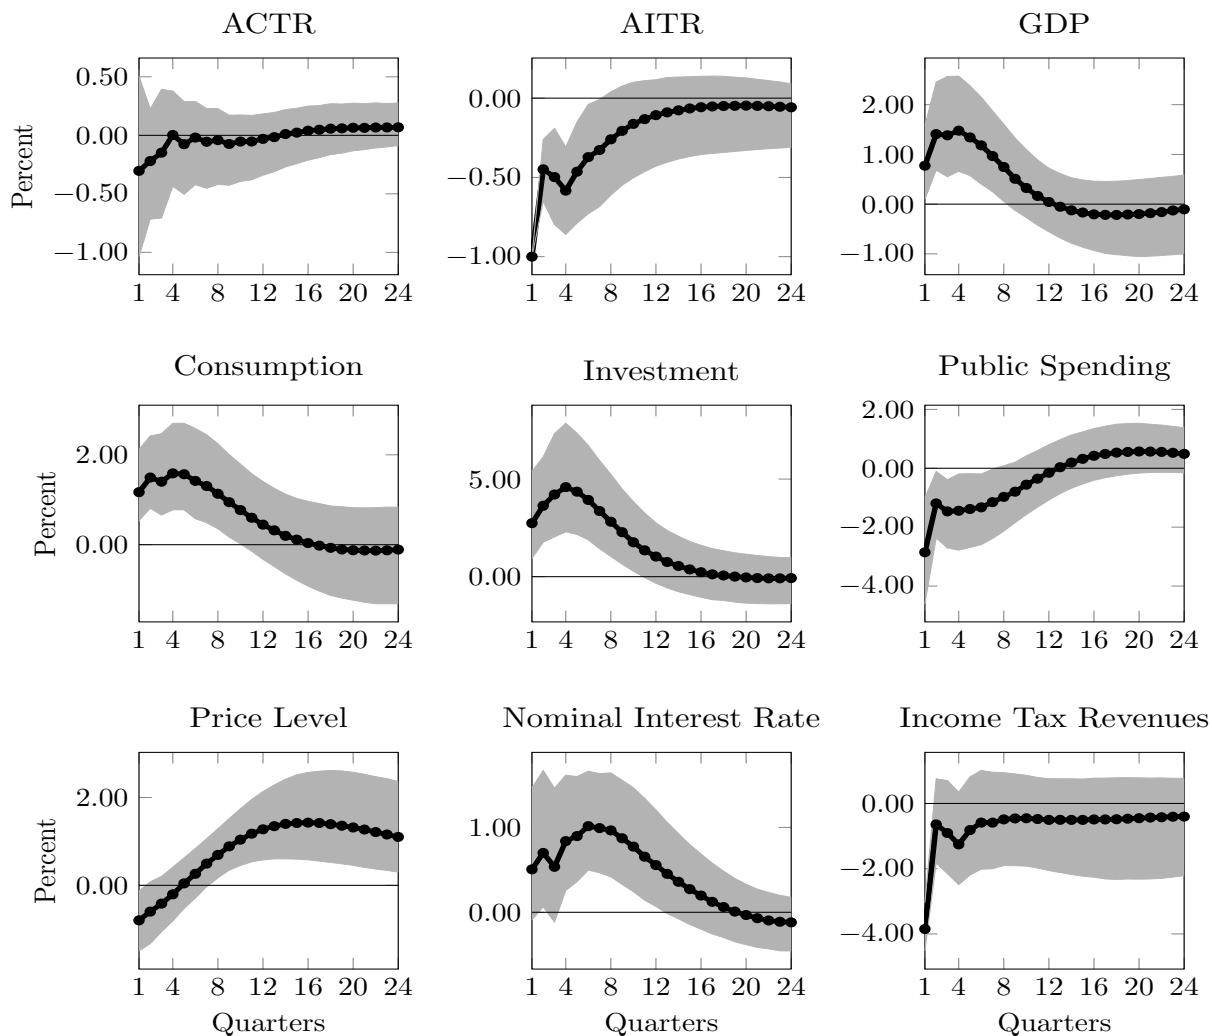 ACTR AITR GDP
0.50 0.00 2.00
0.00 1.00
Percent
−0.50 −0.50 0.00
−1.00 −1.00 −1.00
1 4 8 12 16 20 24 1 4 8 12 16 20 24 1 4 8 12 16 20 24
Consumption Investment Public Spending
2.00 5.00 2.00
0.00
Percent
0.00 0.00 −2.00
−4.00
1 4 8 12 16 20 24 1 4 8 12 16 20 24 1 4 8 12 16 20 24
Price Level Nominal Interest Rate Income Tax Revenues
2.00 1.00 0.00
Percent
0.00 0.00 −2.00
−4.00
1 4 8 12 16 20 24 1 4 8 12 16 20 24 1 4 8 12 16 20 24
Quarters Quarters Quarters